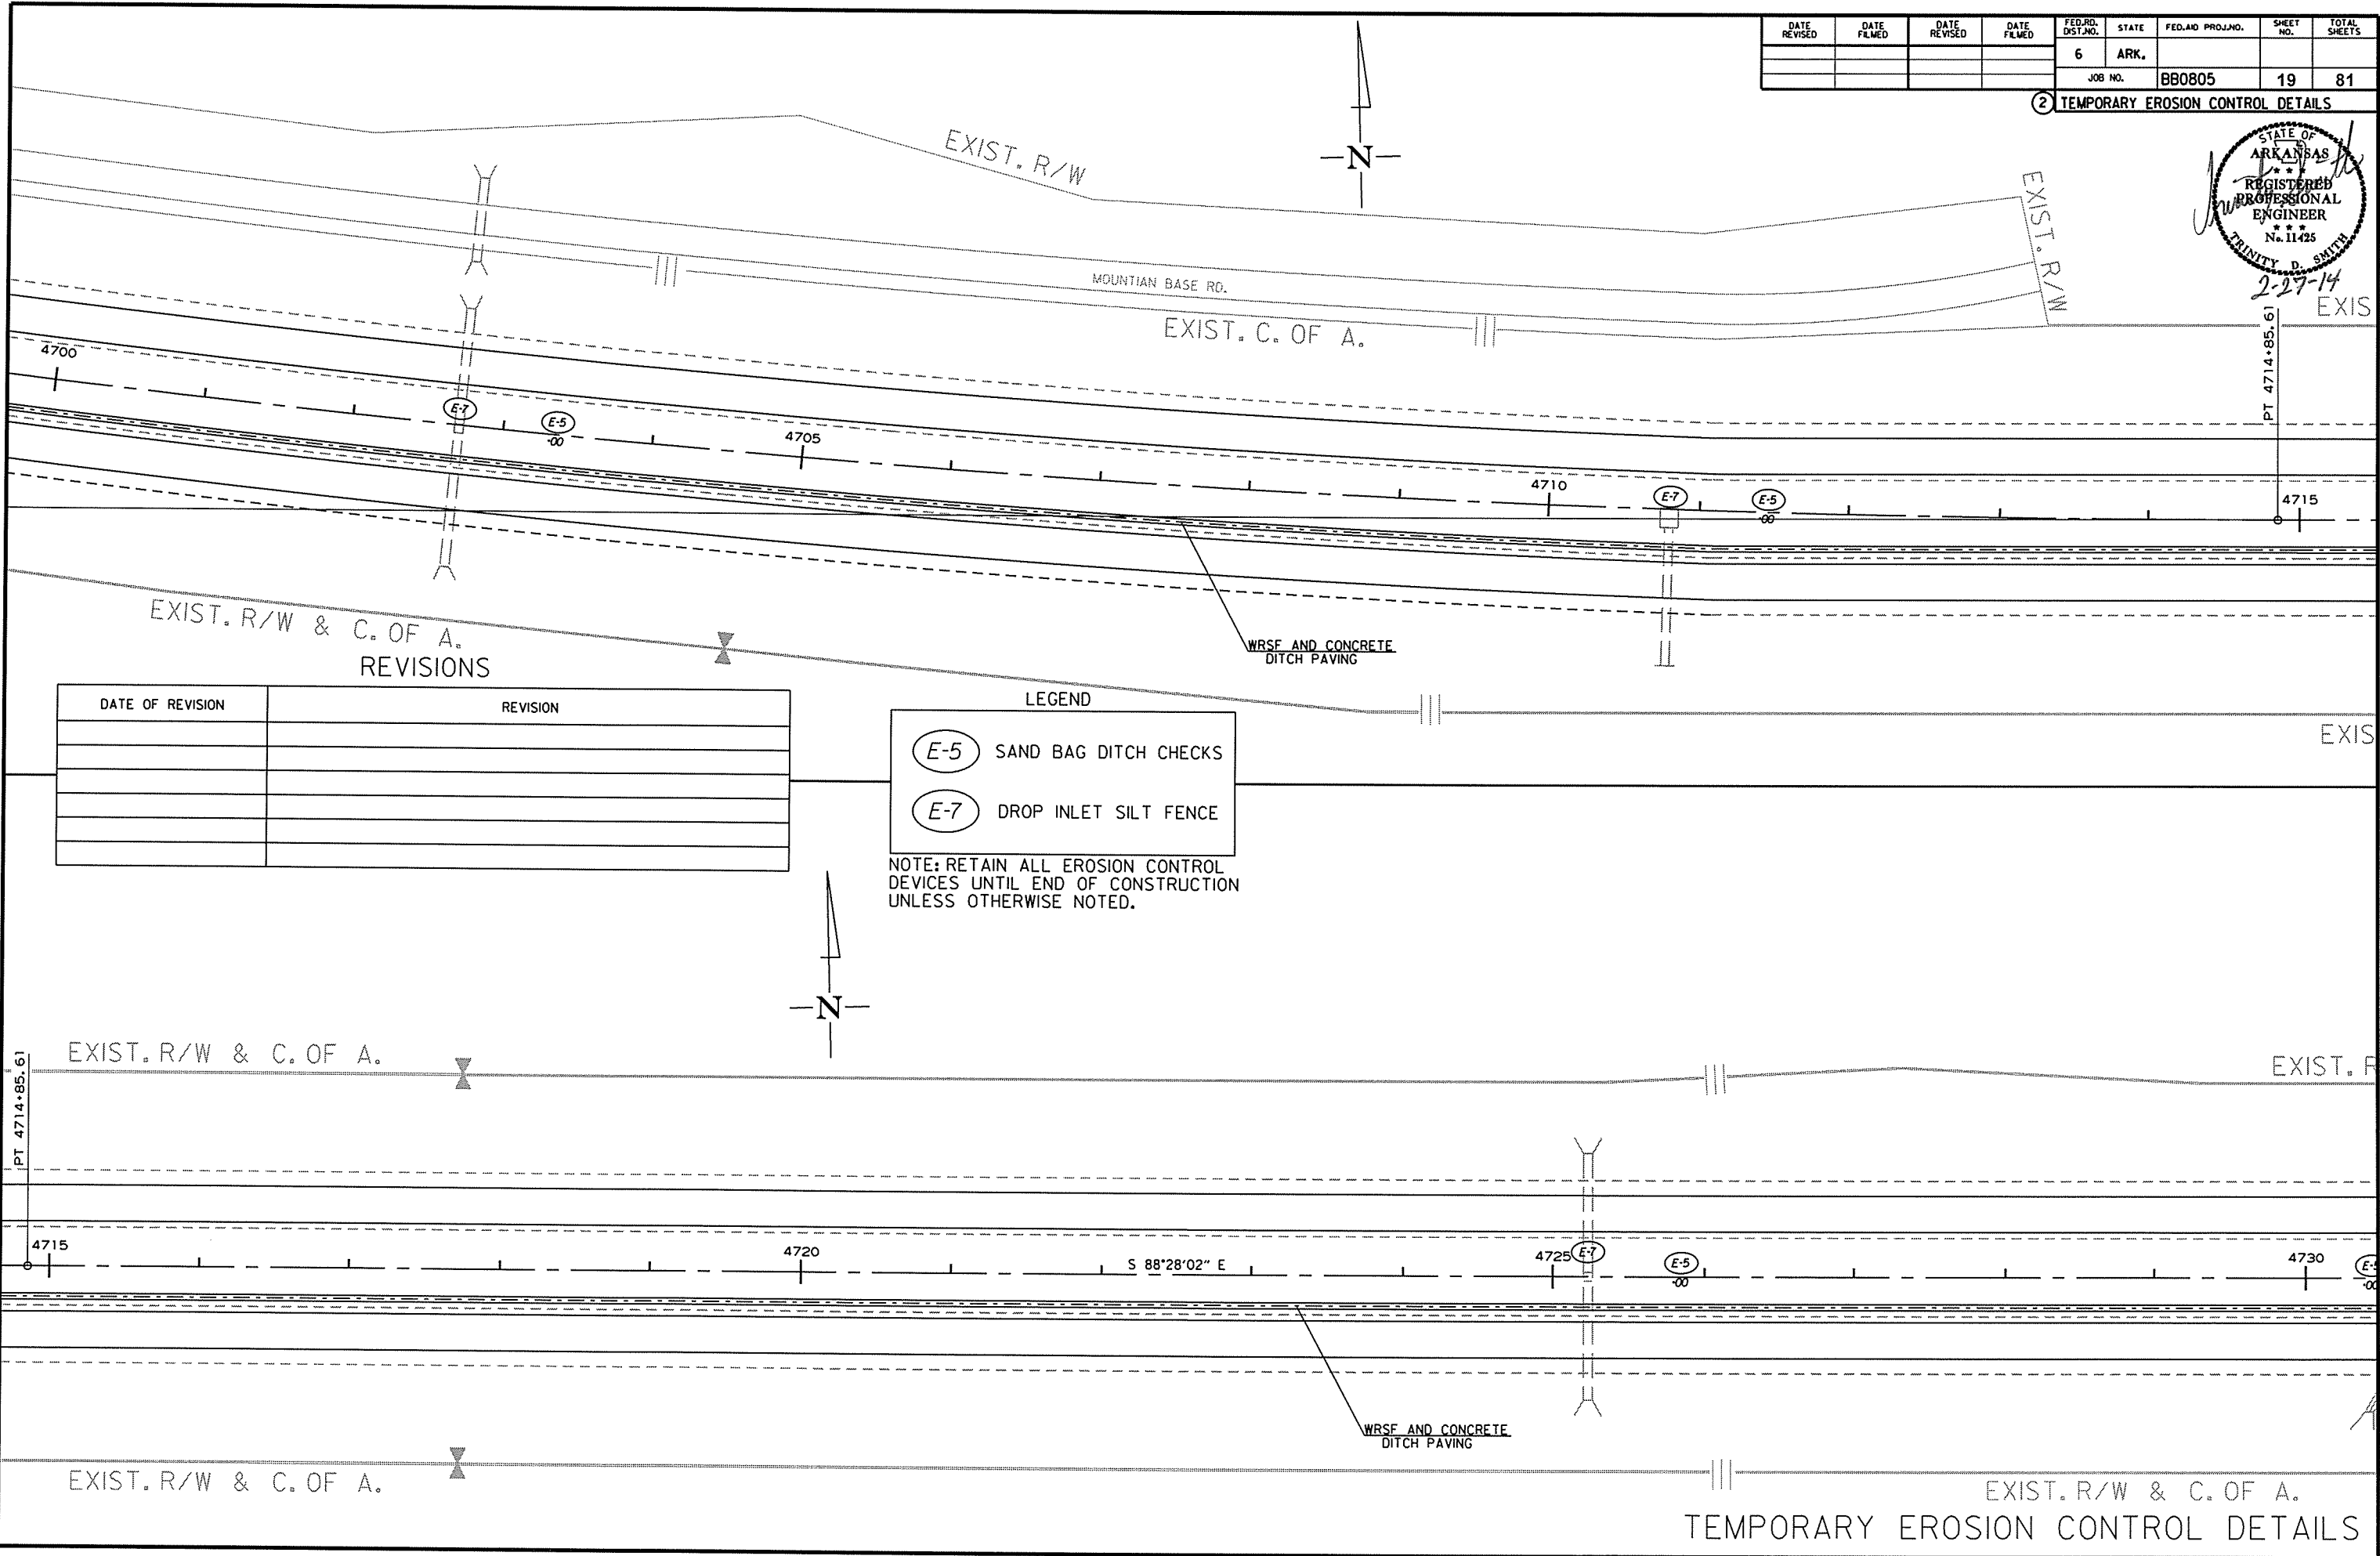 DATE REVISED
DATE FILMED
DATE REVISED
DATE FILMED
FED.RD. DIST.NO.
STATE
FED.AID PROJ.NO.
SHEET NO.
TOTAL SHEETS
6
ARK.
JOB NO.
BB0805
19
81
2
TEMPORARY EROSION CONTROL DETAILS
STATE OF
ARKANSAS
REGISTERED
PROFESSIONAL
ENGINEER
No. 11425
TRINITY D. SMITH
2-27-14
N
EXIST. R/W
EXIST. R/W
EXIS
MOUNTIAN BASE RD.
EXIST. C. OF A.
PT 4714+85.61
4700
E-7
E-5
-00
4705
4710
E-7
E-5
-00
4715
EXIST. R/W & C. OF A.
WRSF AND CONCRETE
DITCH PAVING
EXIS
REVISIONS
DATE OF REVISION
REVISION
LEGEND
E-5 SAND BAG DITCH CHECKS
E-7 DROP INLET SILT FENCE
NOTE: RETAIN ALL EROSION CONTROL
DEVICES UNTIL END OF CONSTRUCTION
UNLESS OTHERWISE NOTED.
N
EXIST. R/W & C. OF A.
EXIST. R
PT 4714+85.61
4715
4720
S 88°28'02" E
4725
E-7
E-5
-00
4730
E-5
-00
WRSF AND CONCRETE
DITCH PAVING
EXIST. R/W & C. OF A.
EXIST. R/W & C. OF A.
TEMPORARY EROSION CONTROL DETAILS